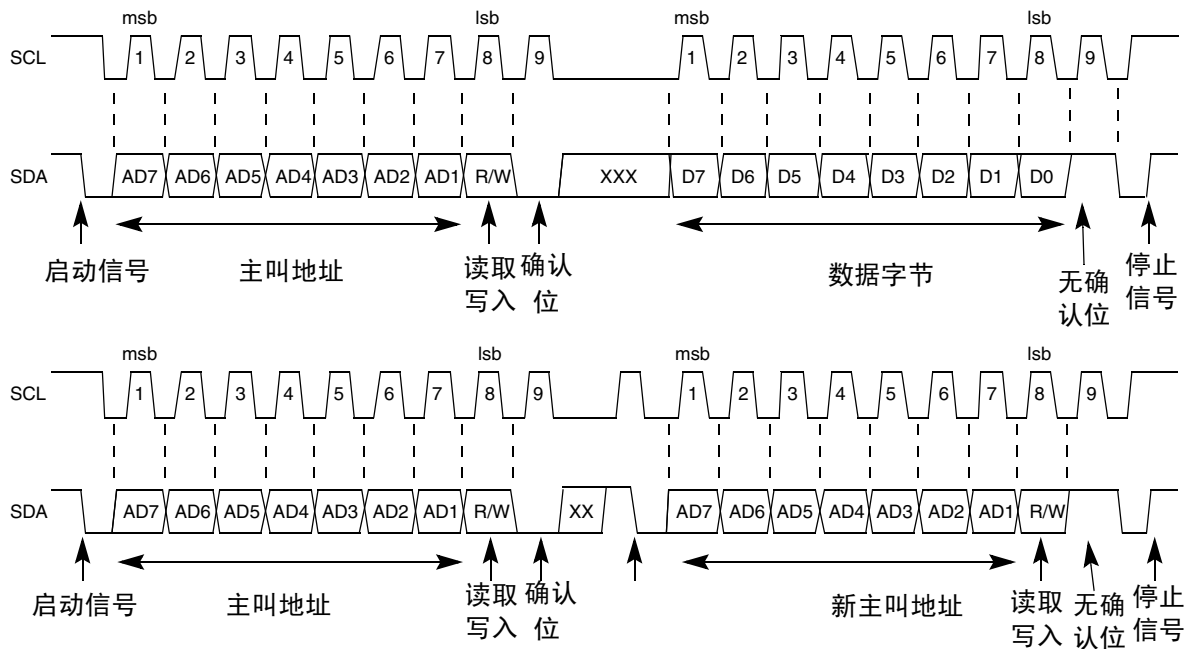 msb lsb msb lsb
SCL 1 2 3 4 5 6 7 8 9 1 2 3 4 5 6 7 8 9
SDA AD7 AD6 AD5 AD4 AD3 AD2 AD1 R/W XXX D7 D6 D5 D4 D3 D2 D1 D0
启动信号 主叫地址 读取 确认 数据字节 无确 停止
写入 位 认位 信号
msb lsb msb lsb
SCL 1 2 3 4 5 6 7 8 9 1 2 3 4 5 6 7 8 9
SDA AD7 AD6 AD5 AD4 AD3 AD2 AD1 R/W XX AD7 AD6 AD5 AD4 AD3 AD2 AD1 R/W
启动信号 主叫地址 读取 确认 新主叫地址 读取 无确 停止
写入 位 写入 认位 信号